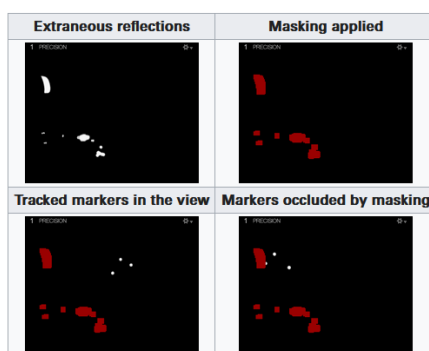 Extraneous reflections
Masking applied
1 PRECISION
1 PRECISION
Tracked markers in the view
Markers occluded by masking
1 PRECISION
1 PRECISION